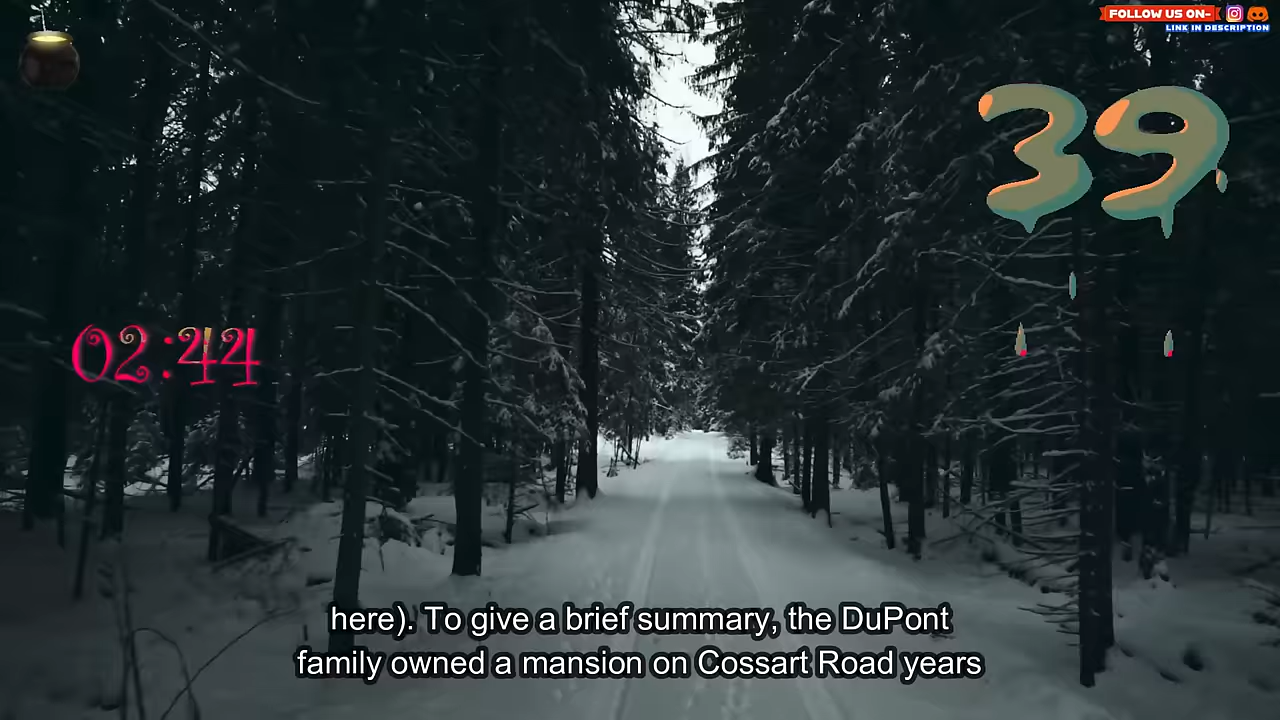 FOLLOW US ON-
LINK IN DESCRIPTION
39
02:44
here). To give a brief summary, the DuPont
family owned a mansion on Cossart Road years